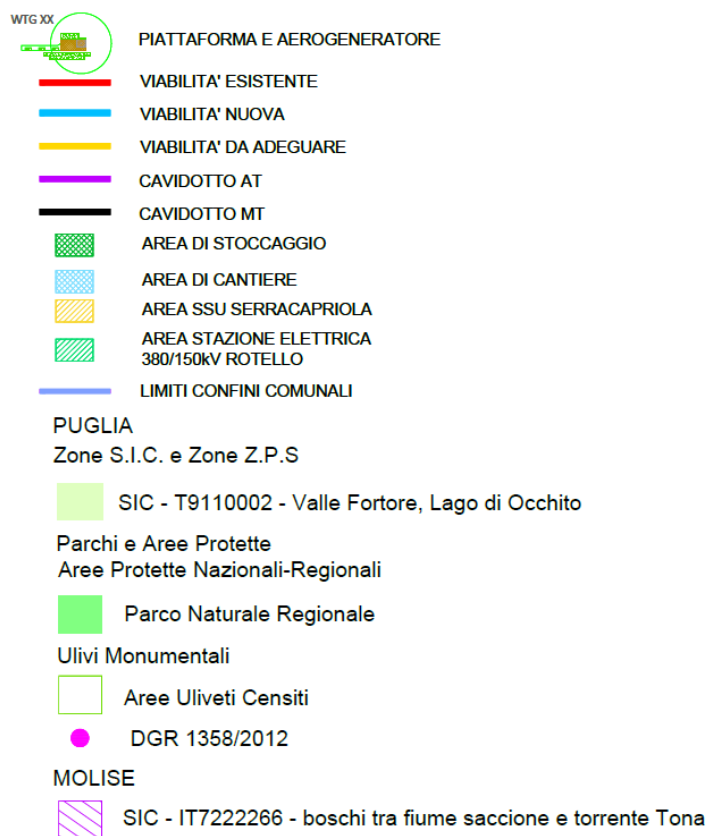 WTG XX
PIATTAFORMA E AEROGENERATORE
VIABILITA' ESISTENTE
VIABILITA' NUOVA
VIABILITA' DA ADEGUARE
CAVIDOTTO AT
CAVIDOTTO MT
AREA DI STOCCAGGIO
AREA DI CANTIERE
AREA SSU SERRACAPRIOLA
AREA STAZIONE ELETTRICA
380/150kV ROTELLO
LIMITI CONFINI COMUNALI
PUGLIA
Zone S.I.C. e Zone Z.P.S
SIC - T9110002 - Valle Fortore, Lago di Occhito
Parchi e Aree Protette
Aree Protette Nazionali-Regionali
Parco Naturale Regionale
Ulivi Monumentali
Aree Uliveti Censiti
DGR 1358/2012
MOLISE
SIC - IT7222266 - boschi tra fiume saccione e torrente Tona